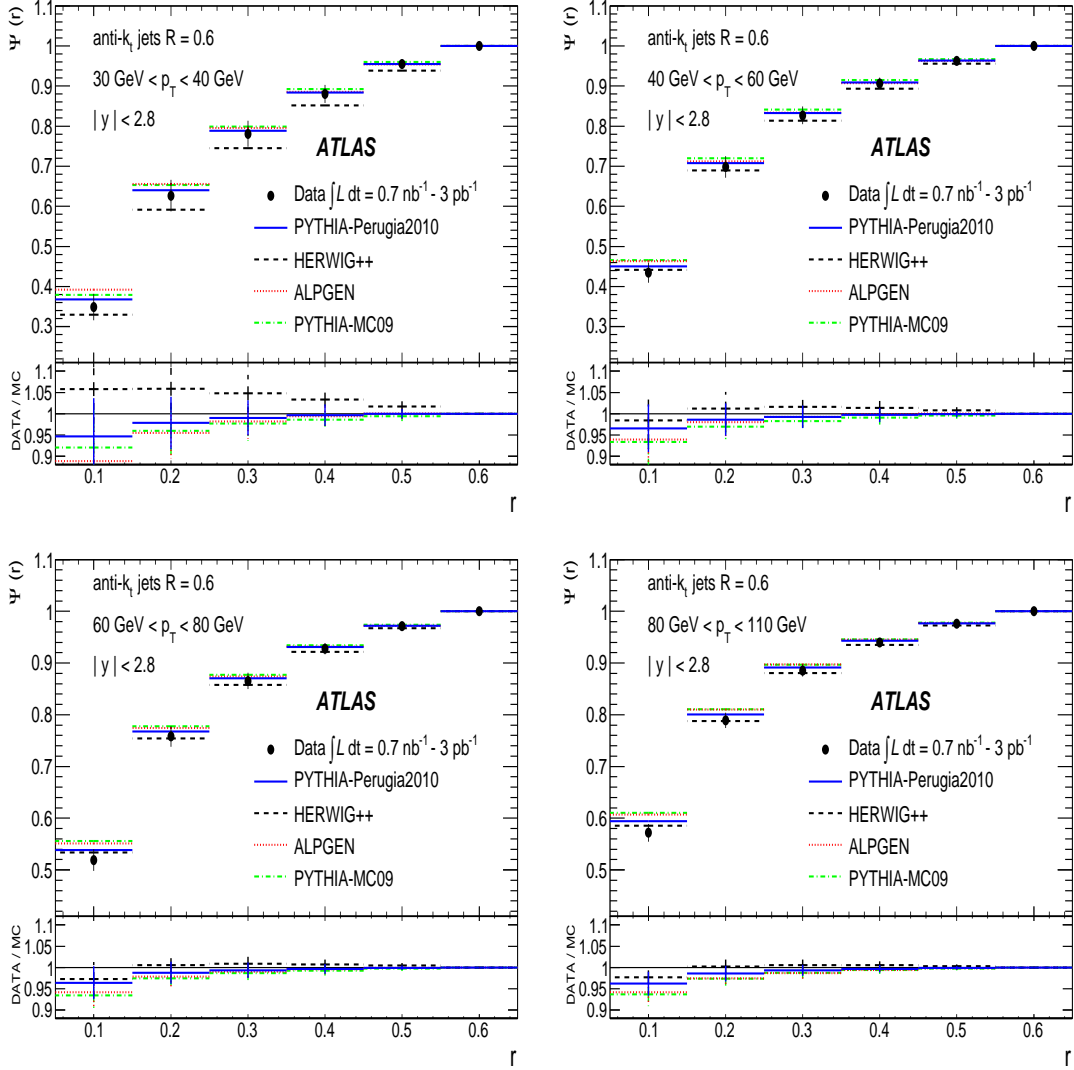 Ψ (r)
1.1
1
0.9
0.8
0.7
0.6
0.5
0.4
0.3
anti-kt jets R = 0.6
30 GeV < pT < 40 GeV
| y | < 2.8
ATLAS
Data ∫L dt = 0.7 nb-1 - 3 pb-1
PYTHIA-Perugia2010
HERWIG++
ALPGEN
PYTHIA-MC09
DATA / MC
1.1
1.05
1
0.95
0.9
0.1 0.2 0.3 0.4 0.5 0.6
r
Ψ (r)
1.1
1
0.9
0.8
0.7
0.6
0.5
0.4
0.3
anti-kt jets R = 0.6
40 GeV < pT < 60 GeV
| y | < 2.8
ATLAS
Data ∫L dt = 0.7 nb-1 - 3 pb-1
PYTHIA-Perugia2010
HERWIG++
ALPGEN
PYTHIA-MC09
DATA / MC
1.1
1.05
1
0.95
0.9
0.1 0.2 0.3 0.4 0.5 0.6
r
Ψ (r)
1.1
1
0.9
0.8
0.7
0.6
0.5
anti-kt jets R = 0.6
60 GeV < pT < 80 GeV
| y | < 2.8
ATLAS
Data ∫L dt = 0.7 nb-1 - 3 pb-1
PYTHIA-Perugia2010
HERWIG++
ALPGEN
PYTHIA-MC09
DATA / MC
1.1
1.05
1
0.95
0.9
0.1 0.2 0.3 0.4 0.5 0.6
r
Ψ (r)
1.1
1
0.9
0.8
0.7
0.6
0.5
anti-kt jets R = 0.6
80 GeV < pT < 110 GeV
| y | < 2.8
ATLAS
Data ∫L dt = 0.7 nb-1 - 3 pb-1
PYTHIA-Perugia2010
HERWIG++
ALPGEN
PYTHIA-MC09
DATA / MC
1.1
1.05
1
0.95
0.9
0.1 0.2 0.3 0.4 0.5 0.6
r